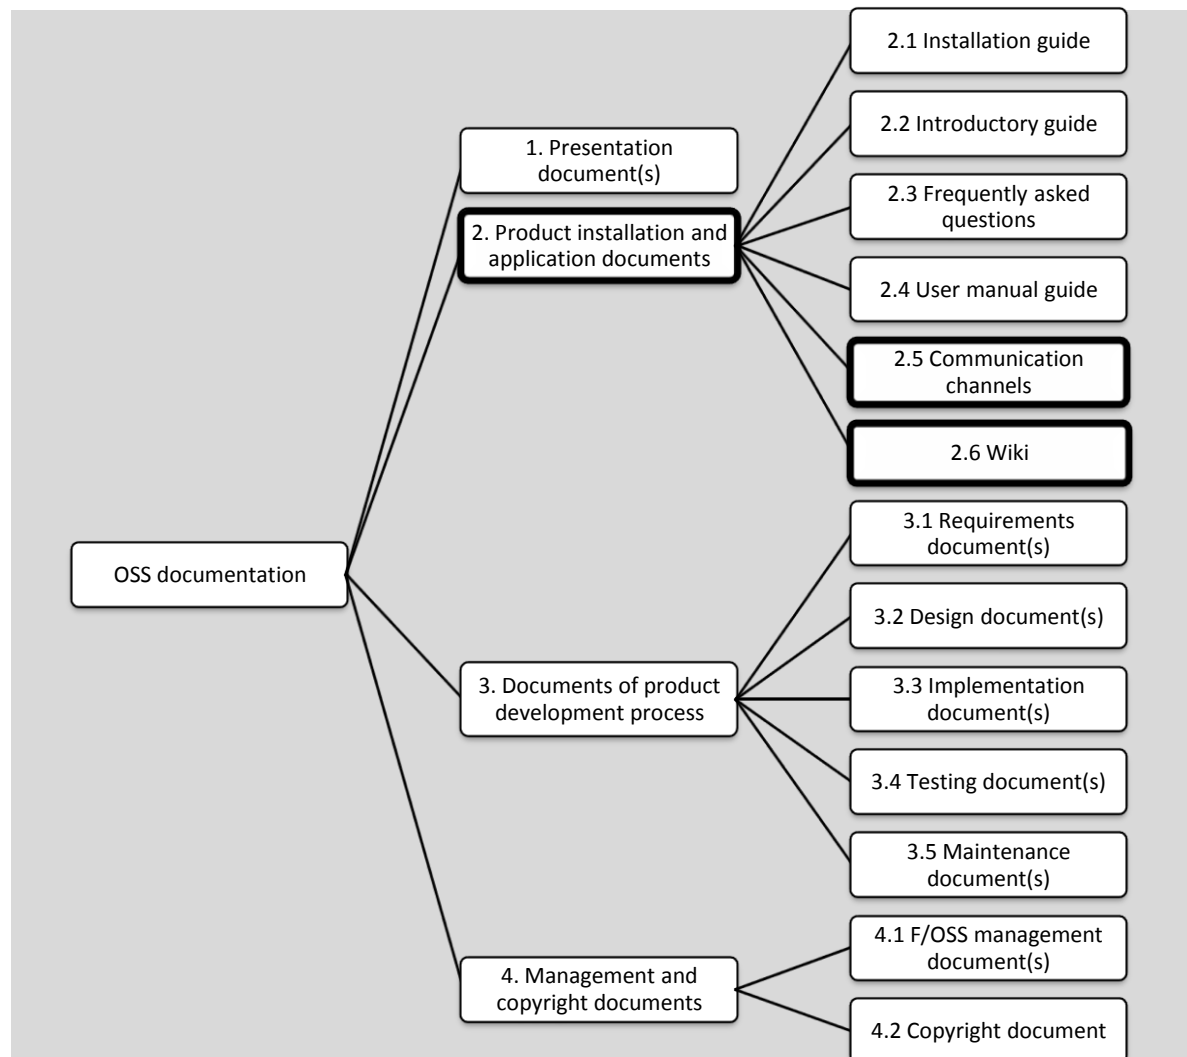 OSS documentation
1. Presentation
document(s)
2. Product installation and
application documents
2.1 Installation guide
2.2 Introductory guide
2.3 Frequently asked
questions
2.4 User manual guide
2.5 Communication
channels
2.6 Wiki
3. Documents of product
development process
3.1 Requirements
document(s)
3.2 Design document(s)
3.3 Implementation
document(s)
3.4 Testing document(s)
3.5 Maintenance
document(s)
4. Management and
copyright documents
4.1 F/OSS management
document(s)
4.2 Copyright document